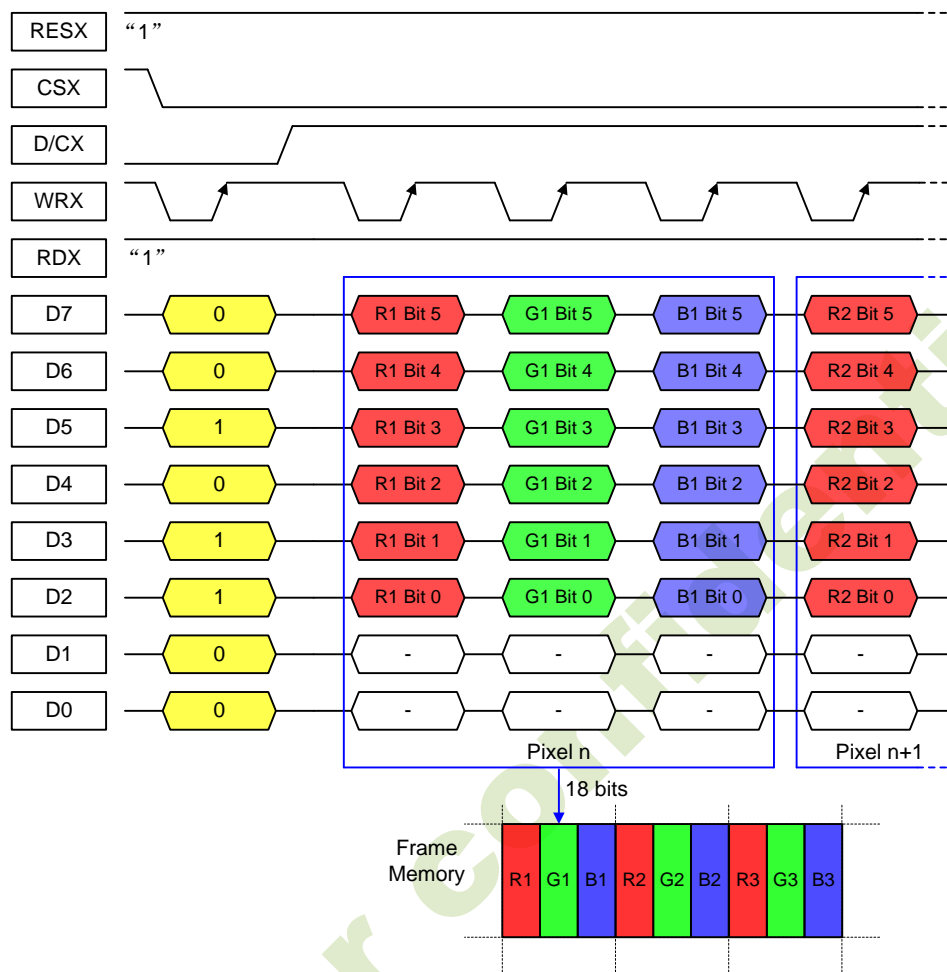 RESX “1”
CSX
D/CX
WRX
RDX “1”
D7 0 R1 Bit 5 G1 Bit 5 B1 Bit 5 R2 Bit 5
D6 0 R1 Bit 4 G1 Bit 4 B1 Bit 4 R2 Bit 4
D5 1 R1 Bit 3 G1 Bit 3 B1 Bit 3 R2 Bit 3
D4 0 R1 Bit 2 G1 Bit 2 B1 Bit 2 R2 Bit 2
D3 1 R1 Bit 1 G1 Bit 1 B1 Bit 1 R2 Bit 1
D2 1 R1 Bit 0 G1 Bit 0 B1 Bit 0 R2 Bit 0
D1 0 - - - -
D0 0 - - - -
Pixel n Pixel n+1
18 bits
Frame
Memory
R1 G1 B1 R2 G2 B2 R3 G3 B3
r confidenti